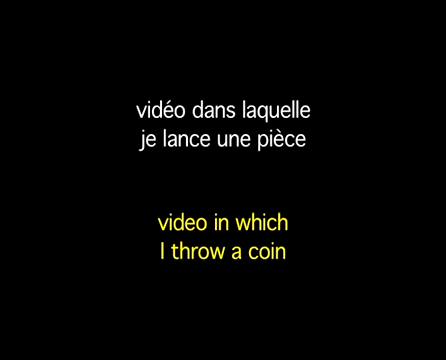 vidéo dans laquelle
je lance une pièce
video in which
I throw a coin